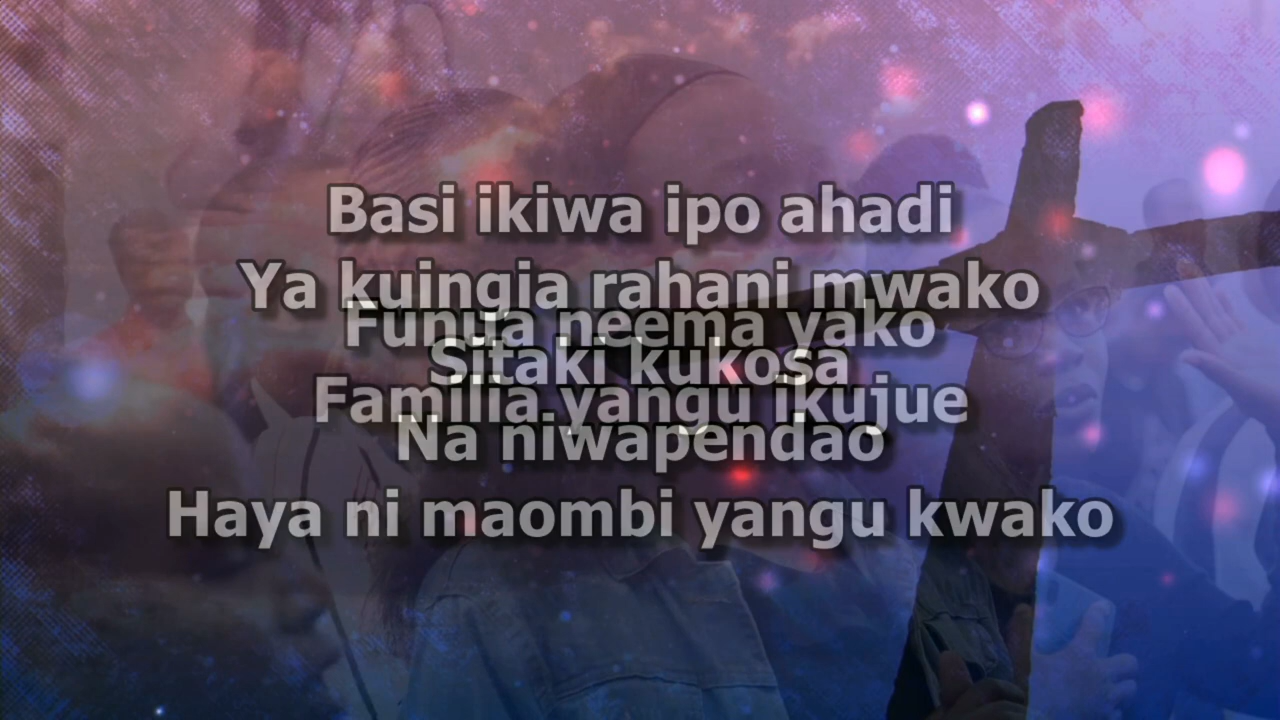 Basi ikiwa ipo ahadi
Ya kuingia rahani mwako
Funua neema yako
Sitaki kukosa
Familia yangu ikujue
Na niwapendao
Haya ni maombi yangu kwako